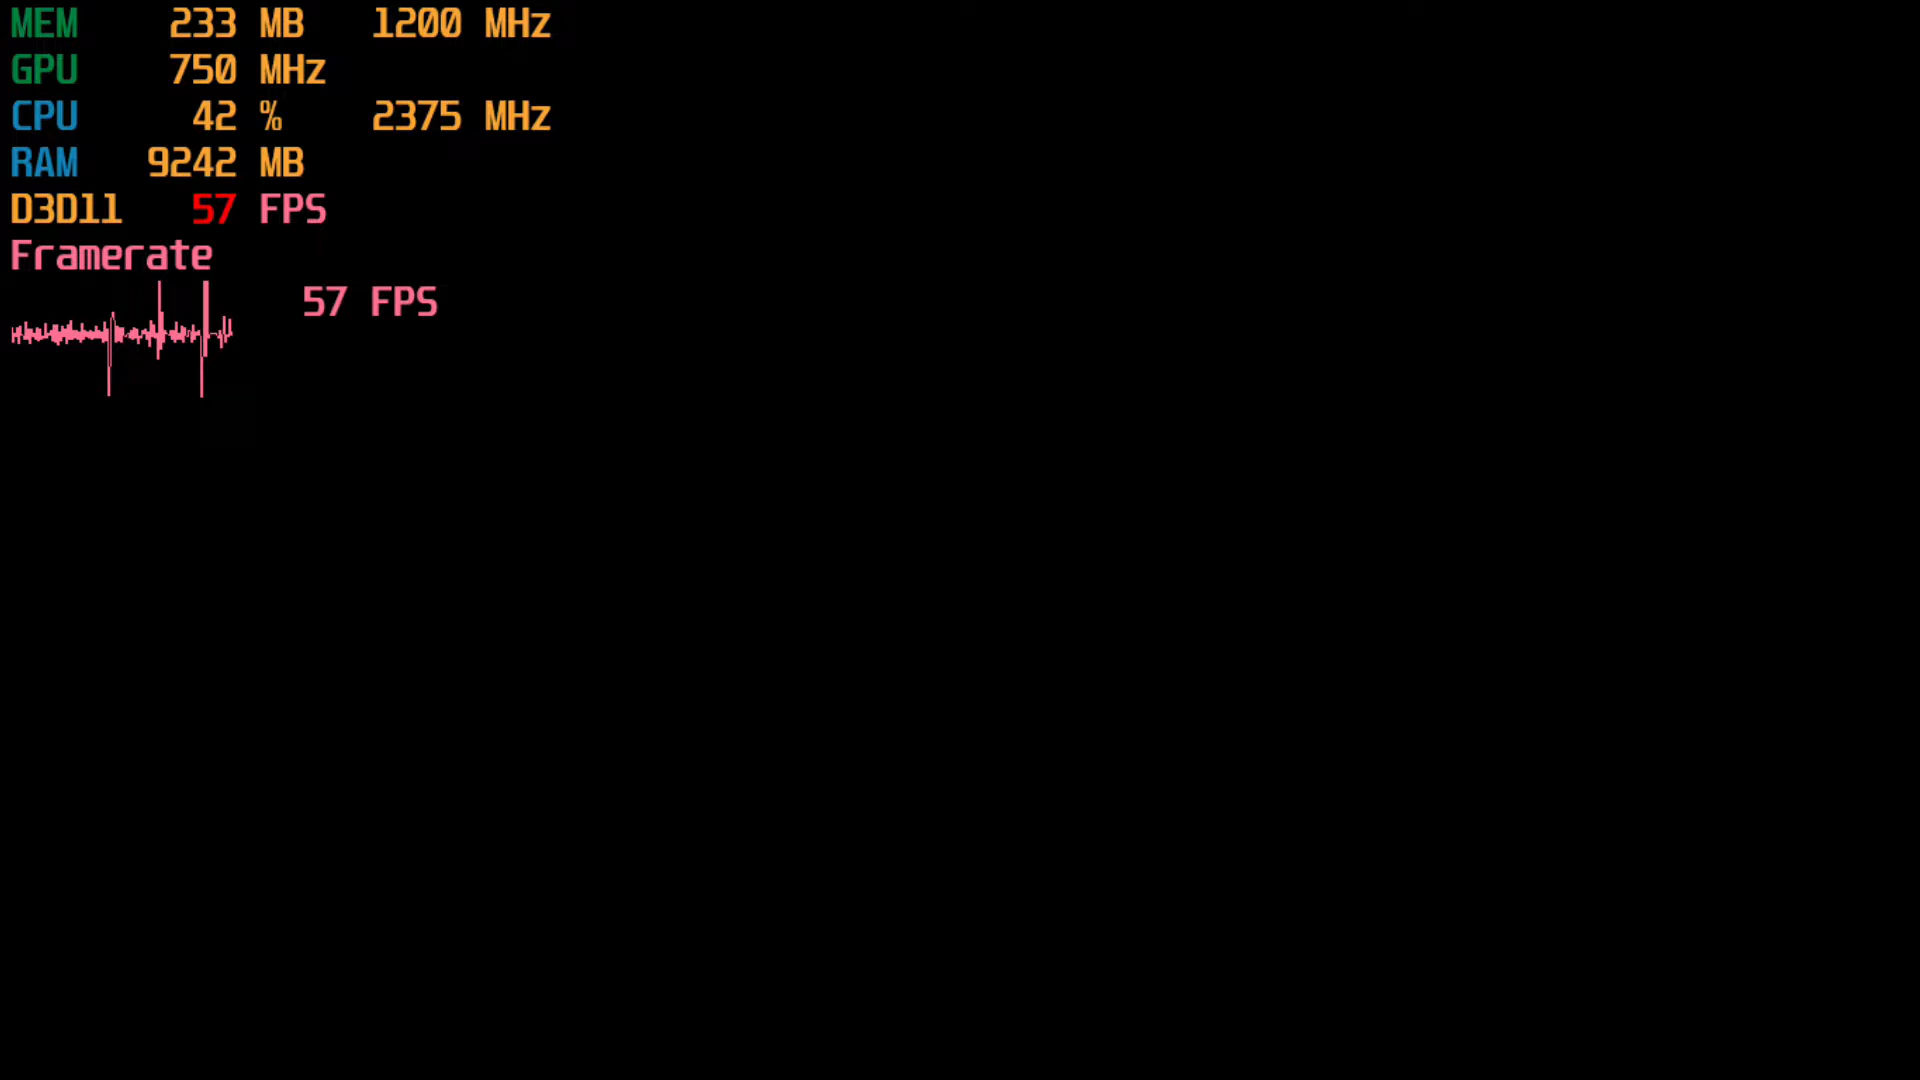 MEM 233 MB 1200 MHz
GPU 750 MHz
CPU 42 % 2375 MHz
RAM 9242 MB
D3D11 57 FPS
Framerate
57 FPS